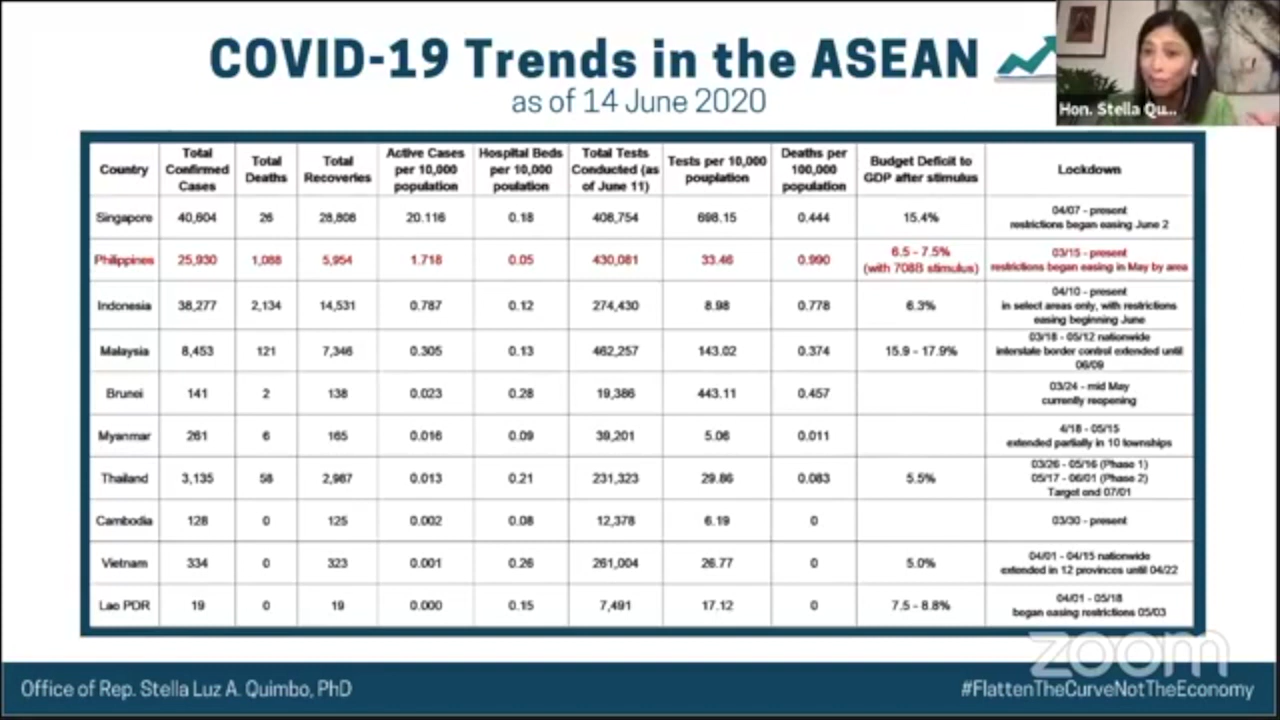 COVID-19 Trends in the ASEAN
as of 14 June 2020
Hon. Stella Qu...
Country
Total Confirmed Cases
Total Deaths
Total Recoveries
Active Cases per 10,000 population
Hospital Beds per 10,000 poulation
Total Tests Conducted (as of June 11)
Tests per 10,000 pouplation
Deaths per 100,000 population
Budget Deficit to GDP after stimulus
Lockdown
Singapore 40,604 26 28,808 20.116 0.18 408,754 698.15 0.444 15.4% 04/07 - present
restrictions began easing June 2
Philippines 25,930 1,088 5,954 1.718 0.05 430,081 33.46 0.990 6.5 - 7.5%
(with 708B stimulus)
03/15 - present
restrictions began easing in May by area
Indonesia 38,277 2,134 14,531 0.787 0.12 274,430 8.98 0.778 6.3% 04/10 - present
in select areas only, with restrictions
easing beginning June
Malaysia 8,453 121 7,346 0.305 0.13 462,257 143.02 0.374 15.9 - 17.9% 03/18 - 05/12 nationwide
interstate border control extended until
06/09
Brunei 141 2 138 0.023 0.28 19,386 443.11 0.457 03/24 - mid May
currently reopening
Myanmar 261 6 165 0.016 0.09 39,201 5.06 0.011 4/18 - 05/15
extended partially in 10 townships
Thailand 3,135 58 2,987 0.013 0.21 231,323 29.86 0.083 5.5% 03/26 - 05/16 (Phase 1)
05/17 - 06/01 (Phase 2)
Target end 07/01
Cambodia 128 0 125 0.002 0.08 12,378 6.19 0 03/30 - present
Vietnam 334 0 323 0.001 0.26 261,004 26.77 0 5.0% 04/01 - 04/15 nationwide
extended in 12 provinces until 04/22
Lao PDR 19 0 19 0.000 0.15 7,491 17.12 0 7.5 - 8.8% 04/01 - 05/18
began easing restrictions 05/03
zoom
Office of Rep. Stella Luz A. Quimbo, PhD
#FlattenTheCurveNotTheEconomy